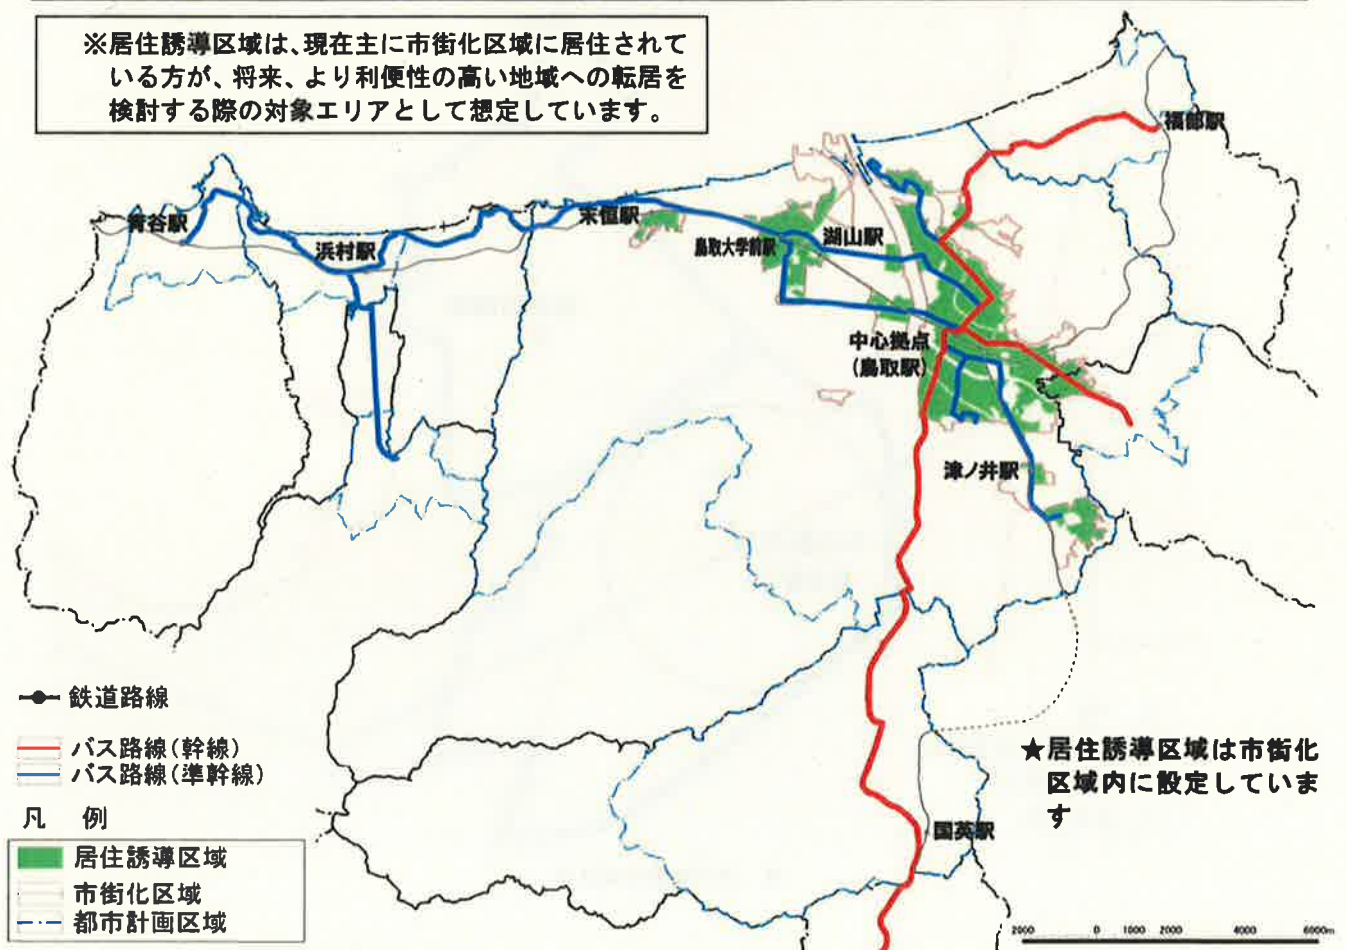 ※居住誘導区域は、現在主に市街化区域に居住されて
いる方が、将来、より利便性の高い地域への転居を
検討する際の対象エリアとして想定しています。
福部駅
青谷駅
浜村駅
末恒駅
鳥取大学前駅
湖山駅
中心拠点
(鳥取駅)
津ノ井駅
国英駅
★居住誘導区域は市街化
区域内に設定していま
す
鉄道路線
バス路線(幹線)
バス路線(準幹線)
凡 例
居住誘導区域
市街化区域
都市計画区域
2000 0 1000 2000 4000 6000m